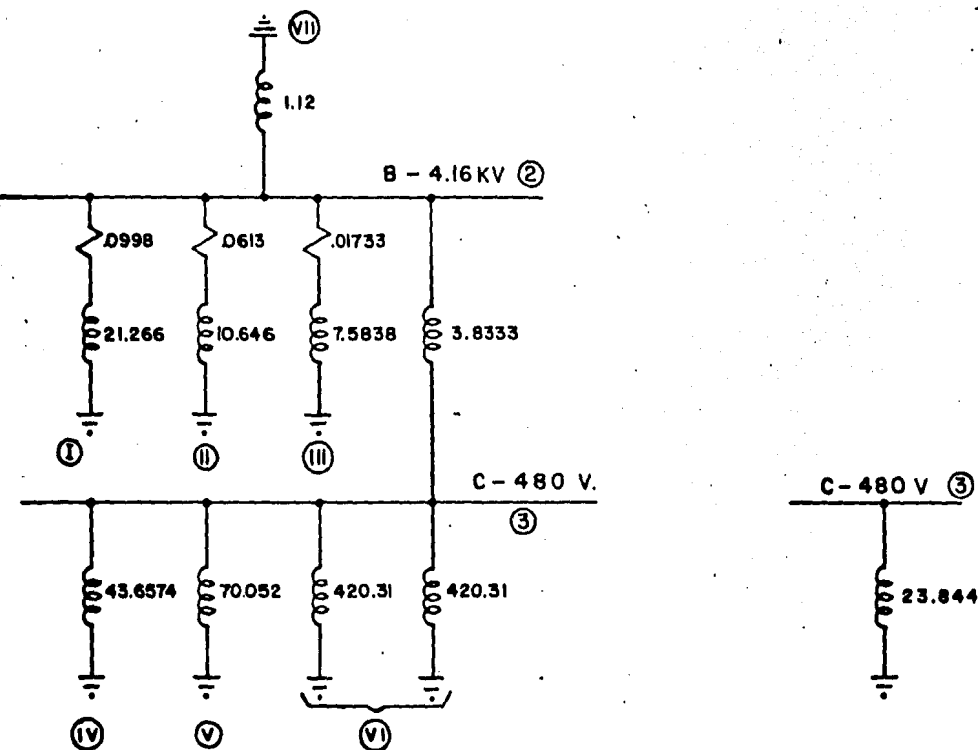 VII
1.12
B - 4.16 KV 2
.0998
.0613
.01733
21.266
10.646
7.5838
3.8333
I
II
III
C - 480 V.
3
C - 480 V 3
43.6574
70.052
420.31
420.31
23.844
IV
V
VI